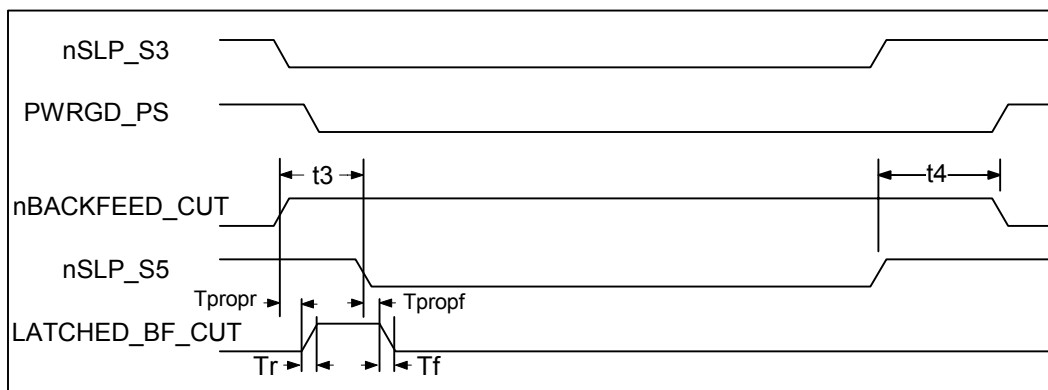 nSLP_S3
PWRGD_PS
t3
t4
nBACKFEED_CUT
nSLP_S5
Tpropr
Tpropf
LATCHED_BF_CUT
Tr
Tf